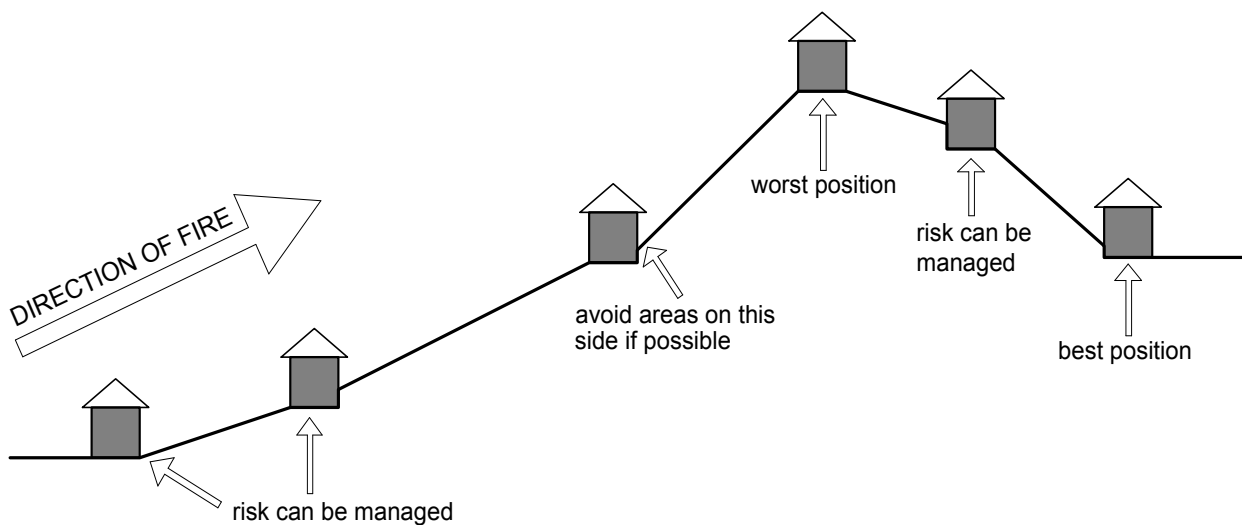 DIRECTION OF FIRE
worst position
risk can be
managed
avoid areas on this
side if possible
best position
risk can be managed